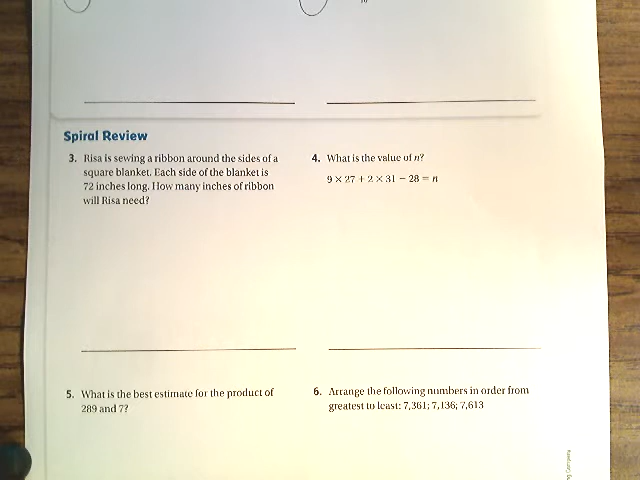 Spiral Review
3. Risa is sewing a ribbon around the sides of a
square blanket. Each side of the blanket is
72 inches long. How many inches of ribbon
will Risa need?
4. What is the value of n?
9 × 27 + 2 × 31 − 28 = n
5. What is the best estimate for the product of
289 and 7?
6. Arrange the following numbers in order from
greatest to least: 7,361; 7,136; 7,613